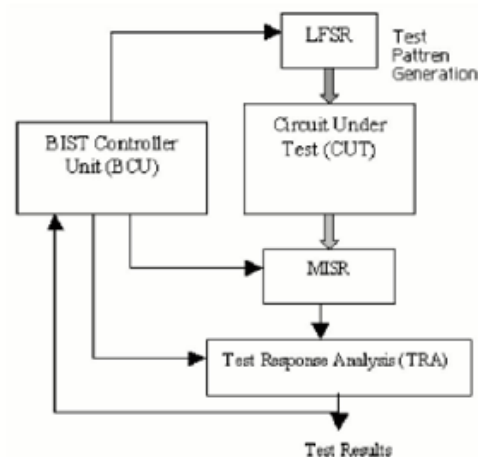 LFSR
Test
Pattren
Generation
BIST Controller
Unit (BCU)
Circuit Under
Test (CUT)
MISR
Test Response Analysis (TRA)
Test Results